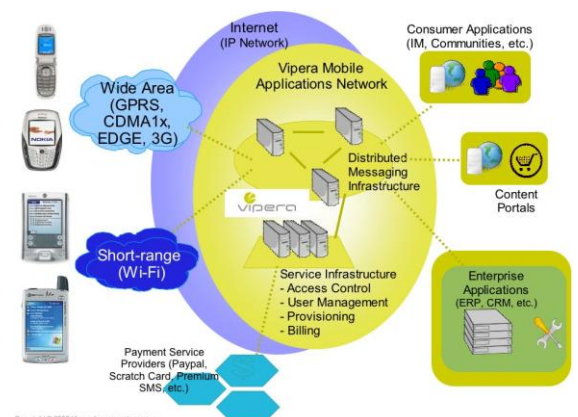 Internet
(IP Network)
Consumer Applications
(IM, Communities, etc.)
Vipera Mobile
Applications Network
Wide Area
(GPRS,
CDMA1x,
EDGE, 3G)
NOKIA
Distributed
Messaging
Infrastructure
Content
Portals
vipera
Short-range
(Wi-Fi)
Service Infrastructure
- Access Control
- User Management
- Provisioning
- Billing
Enterprise
Applications
(ERP, CRM, etc.)
Payment Service
Providers (Paypal,
Scratch Card, Premium
SMS, etc.)